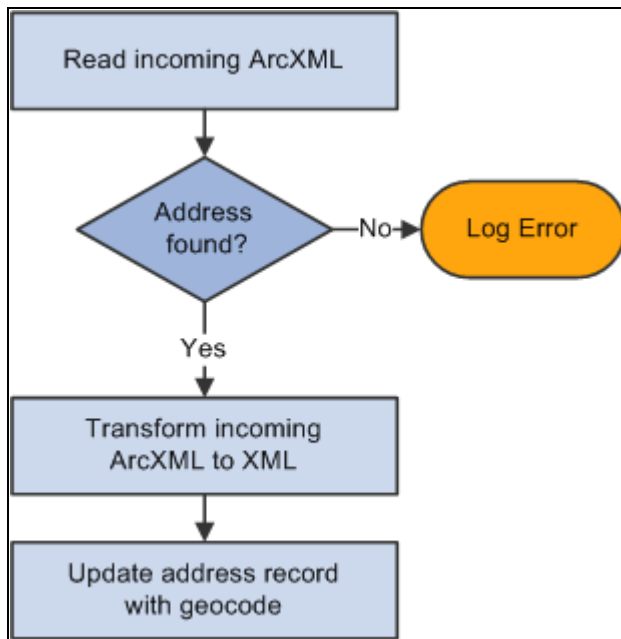 Read incoming ArcXML
Address
found?
No
Log Error
Yes
Transform incoming
ArcXML to XML
Update address record
with geocode